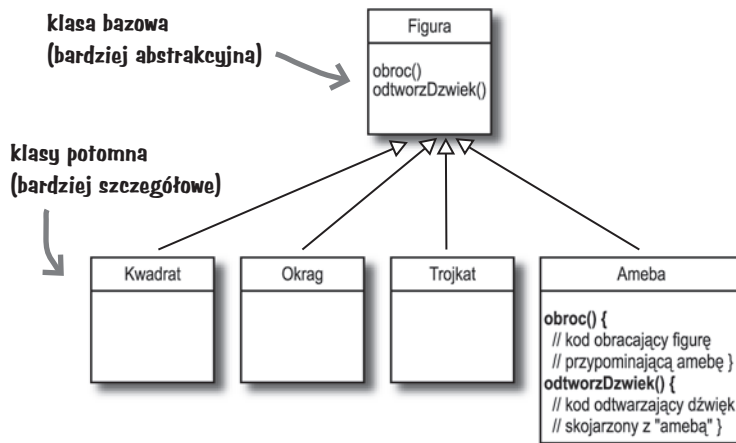 klasa bazowa
(bardziej abstrakcyjna)
Figura
obroc()
odtworzDzwiek()
klasy potomna
(bardziej szczegółowe)
Kwadrat
Okrag
Trojkat
Ameba
obroc() {
// kod obracający figurę
// przypominającą amebę }
odtworzDzwiek() {
// kod odtwarzający dźwięk
// skojarzony z "amebą" }